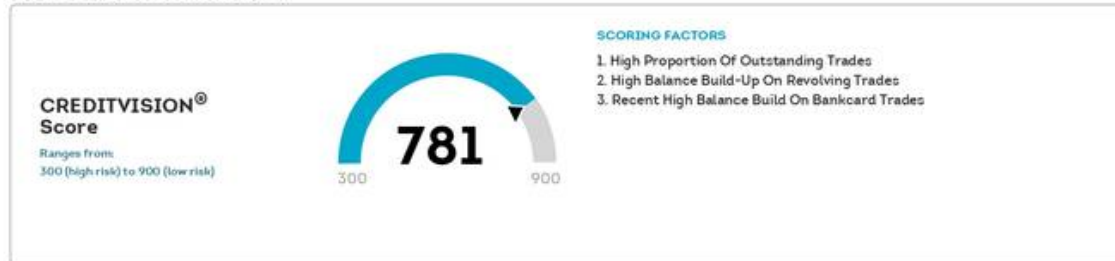 CREDITVISION®
Score
Ranges from:
300 (high risk) to 900 (low risk)
781
300
900
SCORING FACTORS
1. High Proportion Of Outstanding Trades
2. High Balance Build-Up On Revolving Trades
3. Recent High Balance Build On Bankcard Trades